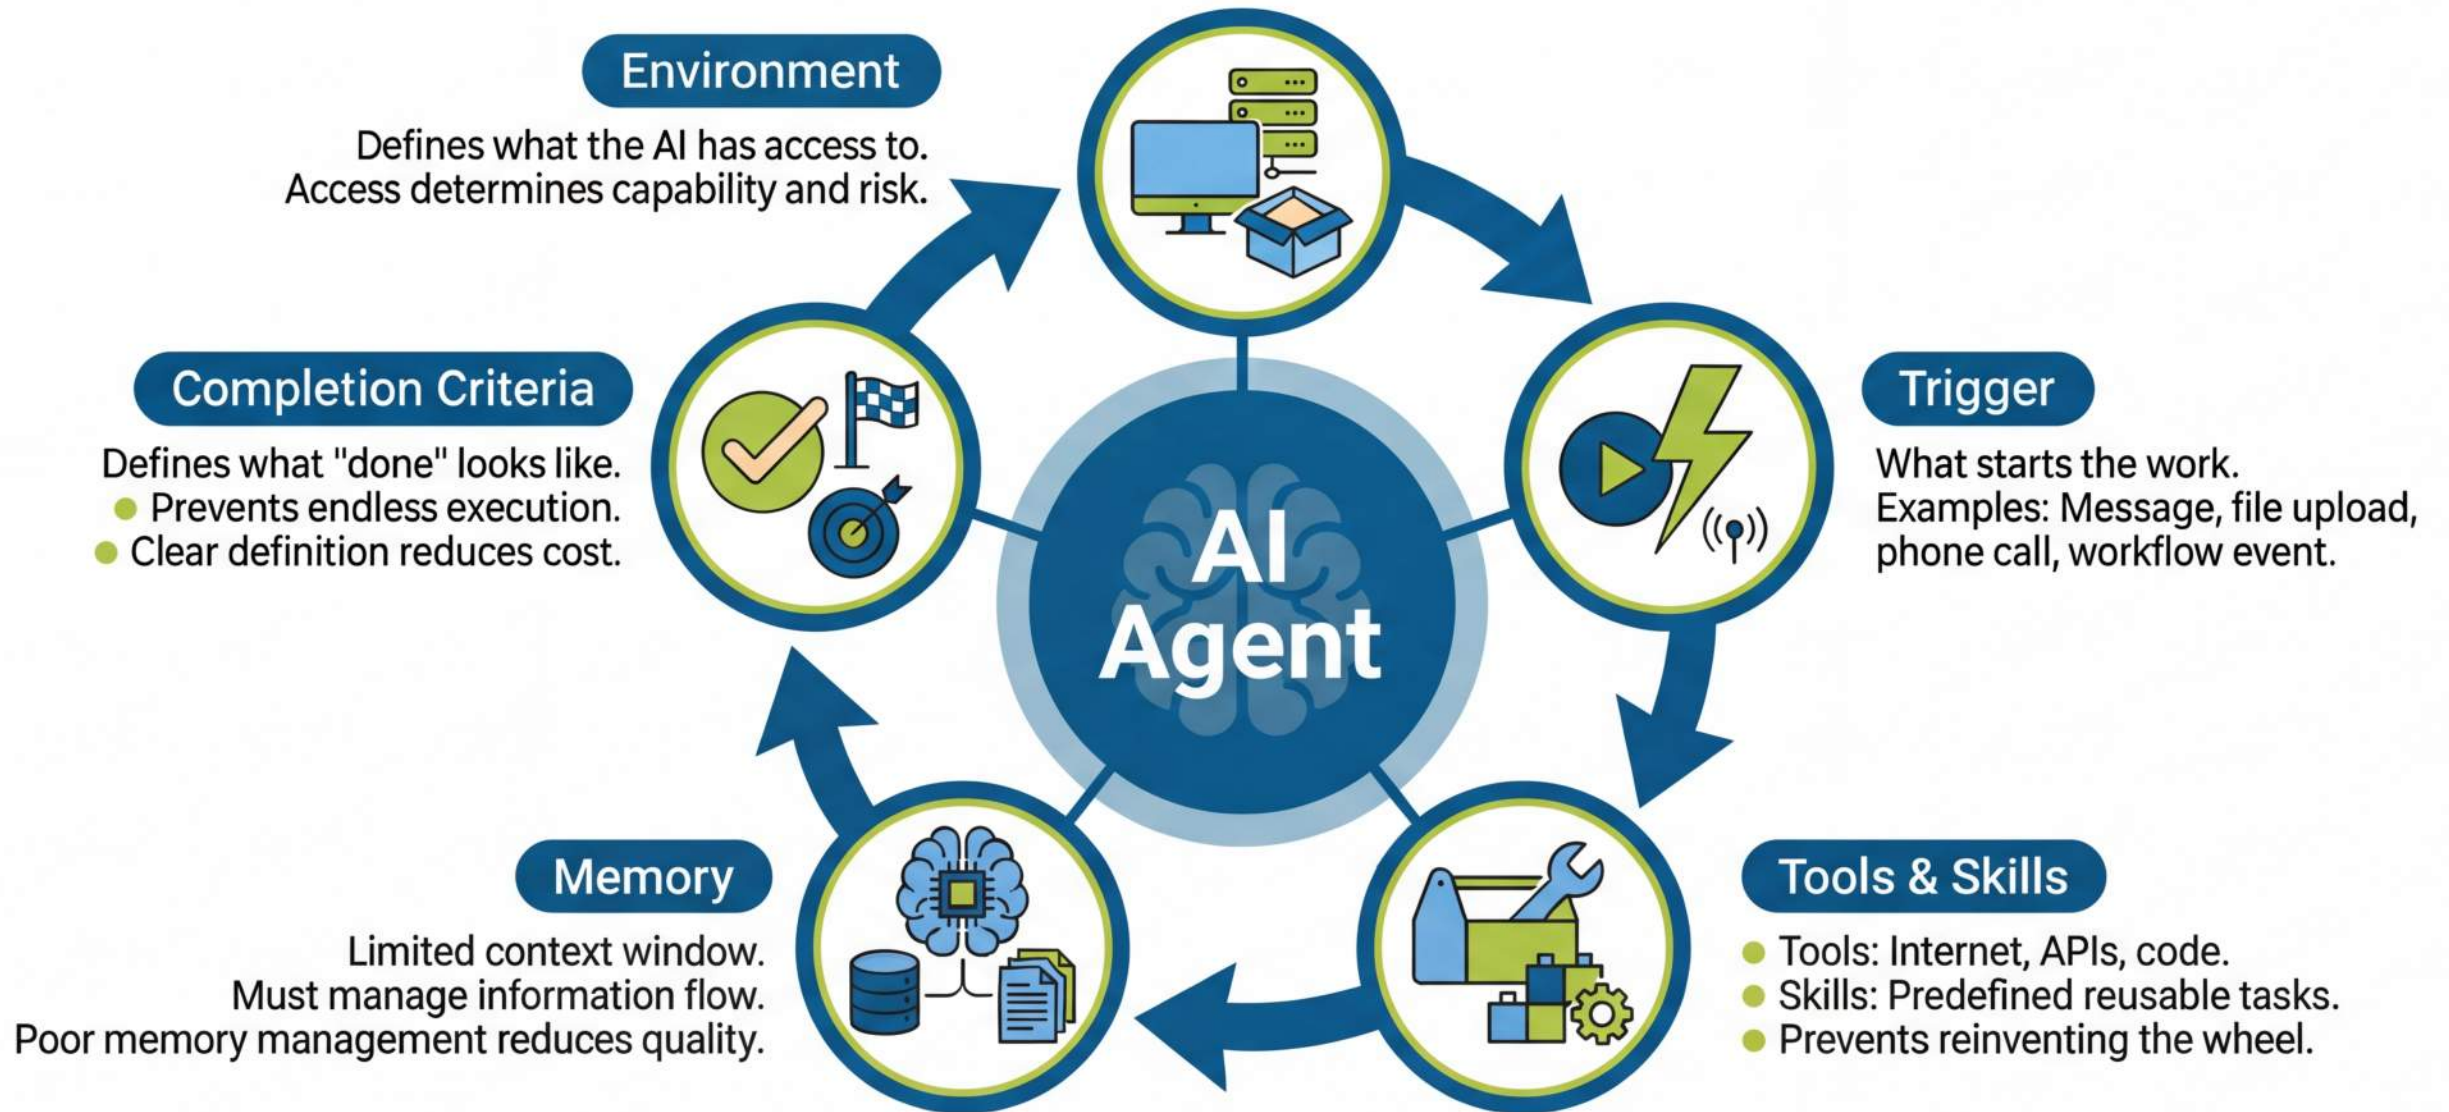 Environment
Defines what the AI has access to.
Access determines capability and risk.
Trigger
What starts the work.
Examples: Message, file upload,
phone call, workflow event.
Tools & Skills
Tools: Internet, APIs, code.
Skills: Predefined reusable tasks.
Prevents reinventing the wheel.
Memory
Limited context window.
Must manage information flow.
Poor memory management reduces quality.
Completion Criteria
Defines what "done" looks like.
Prevents endless execution.
Clear definition reduces cost.
AI
Agent